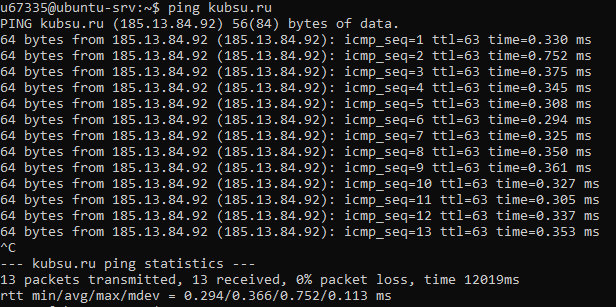 u67335@ubuntu-srv:~$ ping kubsu.ru
PING kubsu.ru (185.13.84.92) 56(84) bytes of data.
64 bytes from 185.13.84.92 (185.13.84.92): icmp_seq=1 ttl=63 time=0.330 ms
64 bytes from 185.13.84.92 (185.13.84.92): icmp_seq=2 ttl=63 time=0.752 ms
64 bytes from 185.13.84.92 (185.13.84.92): icmp_seq=3 ttl=63 time=0.375 ms
64 bytes from 185.13.84.92 (185.13.84.92): icmp_seq=4 ttl=63 time=0.345 ms
64 bytes from 185.13.84.92 (185.13.84.92): icmp_seq=5 ttl=63 time=0.308 ms
64 bytes from 185.13.84.92 (185.13.84.92): icmp_seq=6 ttl=63 time=0.294 ms
64 bytes from 185.13.84.92 (185.13.84.92): icmp_seq=7 ttl=63 time=0.325 ms
64 bytes from 185.13.84.92 (185.13.84.92): icmp_seq=8 ttl=63 time=0.350 ms
64 bytes from 185.13.84.92 (185.13.84.92): icmp_seq=9 ttl=63 time=0.361 ms
64 bytes from 185.13.84.92 (185.13.84.92): icmp_seq=10 ttl=63 time=0.327 ms
64 bytes from 185.13.84.92 (185.13.84.92): icmp_seq=11 ttl=63 time=0.305 ms
64 bytes from 185.13.84.92 (185.13.84.92): icmp_seq=12 ttl=63 time=0.337 ms
64 bytes from 185.13.84.92 (185.13.84.92): icmp_seq=13 ttl=63 time=0.353 ms
^C
--- kubsu.ru ping statistics ---
13 packets transmitted, 13 received, 0% packet loss, time 12019ms
rtt min/avg/max/mdev = 0.294/0.366/0.752/0.113 ms